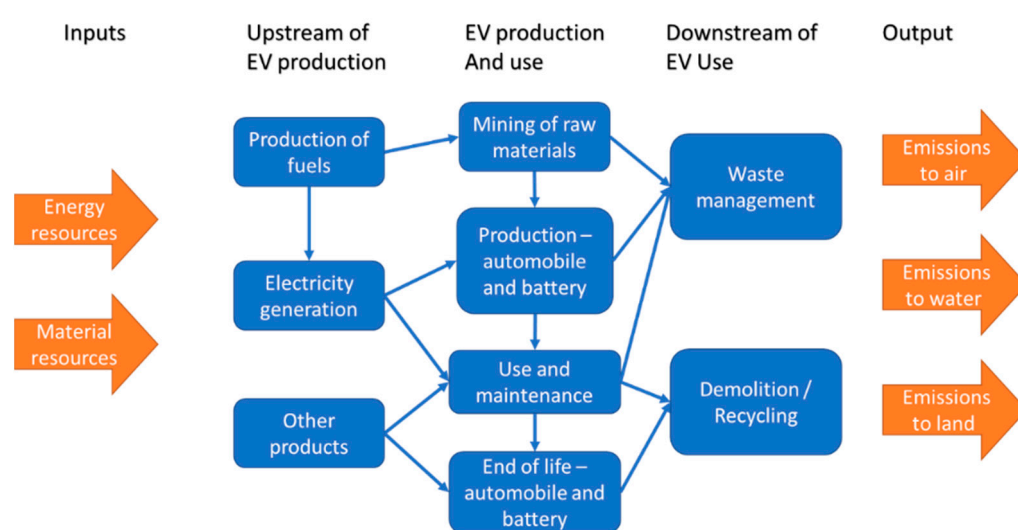 Inputs
Upstream of
EV production
EV production
And use
Downstream of
EV Use
Output
Energy
resources
Material
resources
Production of
fuels
Electricity
generation
Other
products
Mining of raw
materials
Production –
automobile
and battery
Use and
maintenance
End of life –
automobile and
battery
Waste
management
Demolition /
Recycling
Emissions
to air
Emissions
to water
Emissions
to land